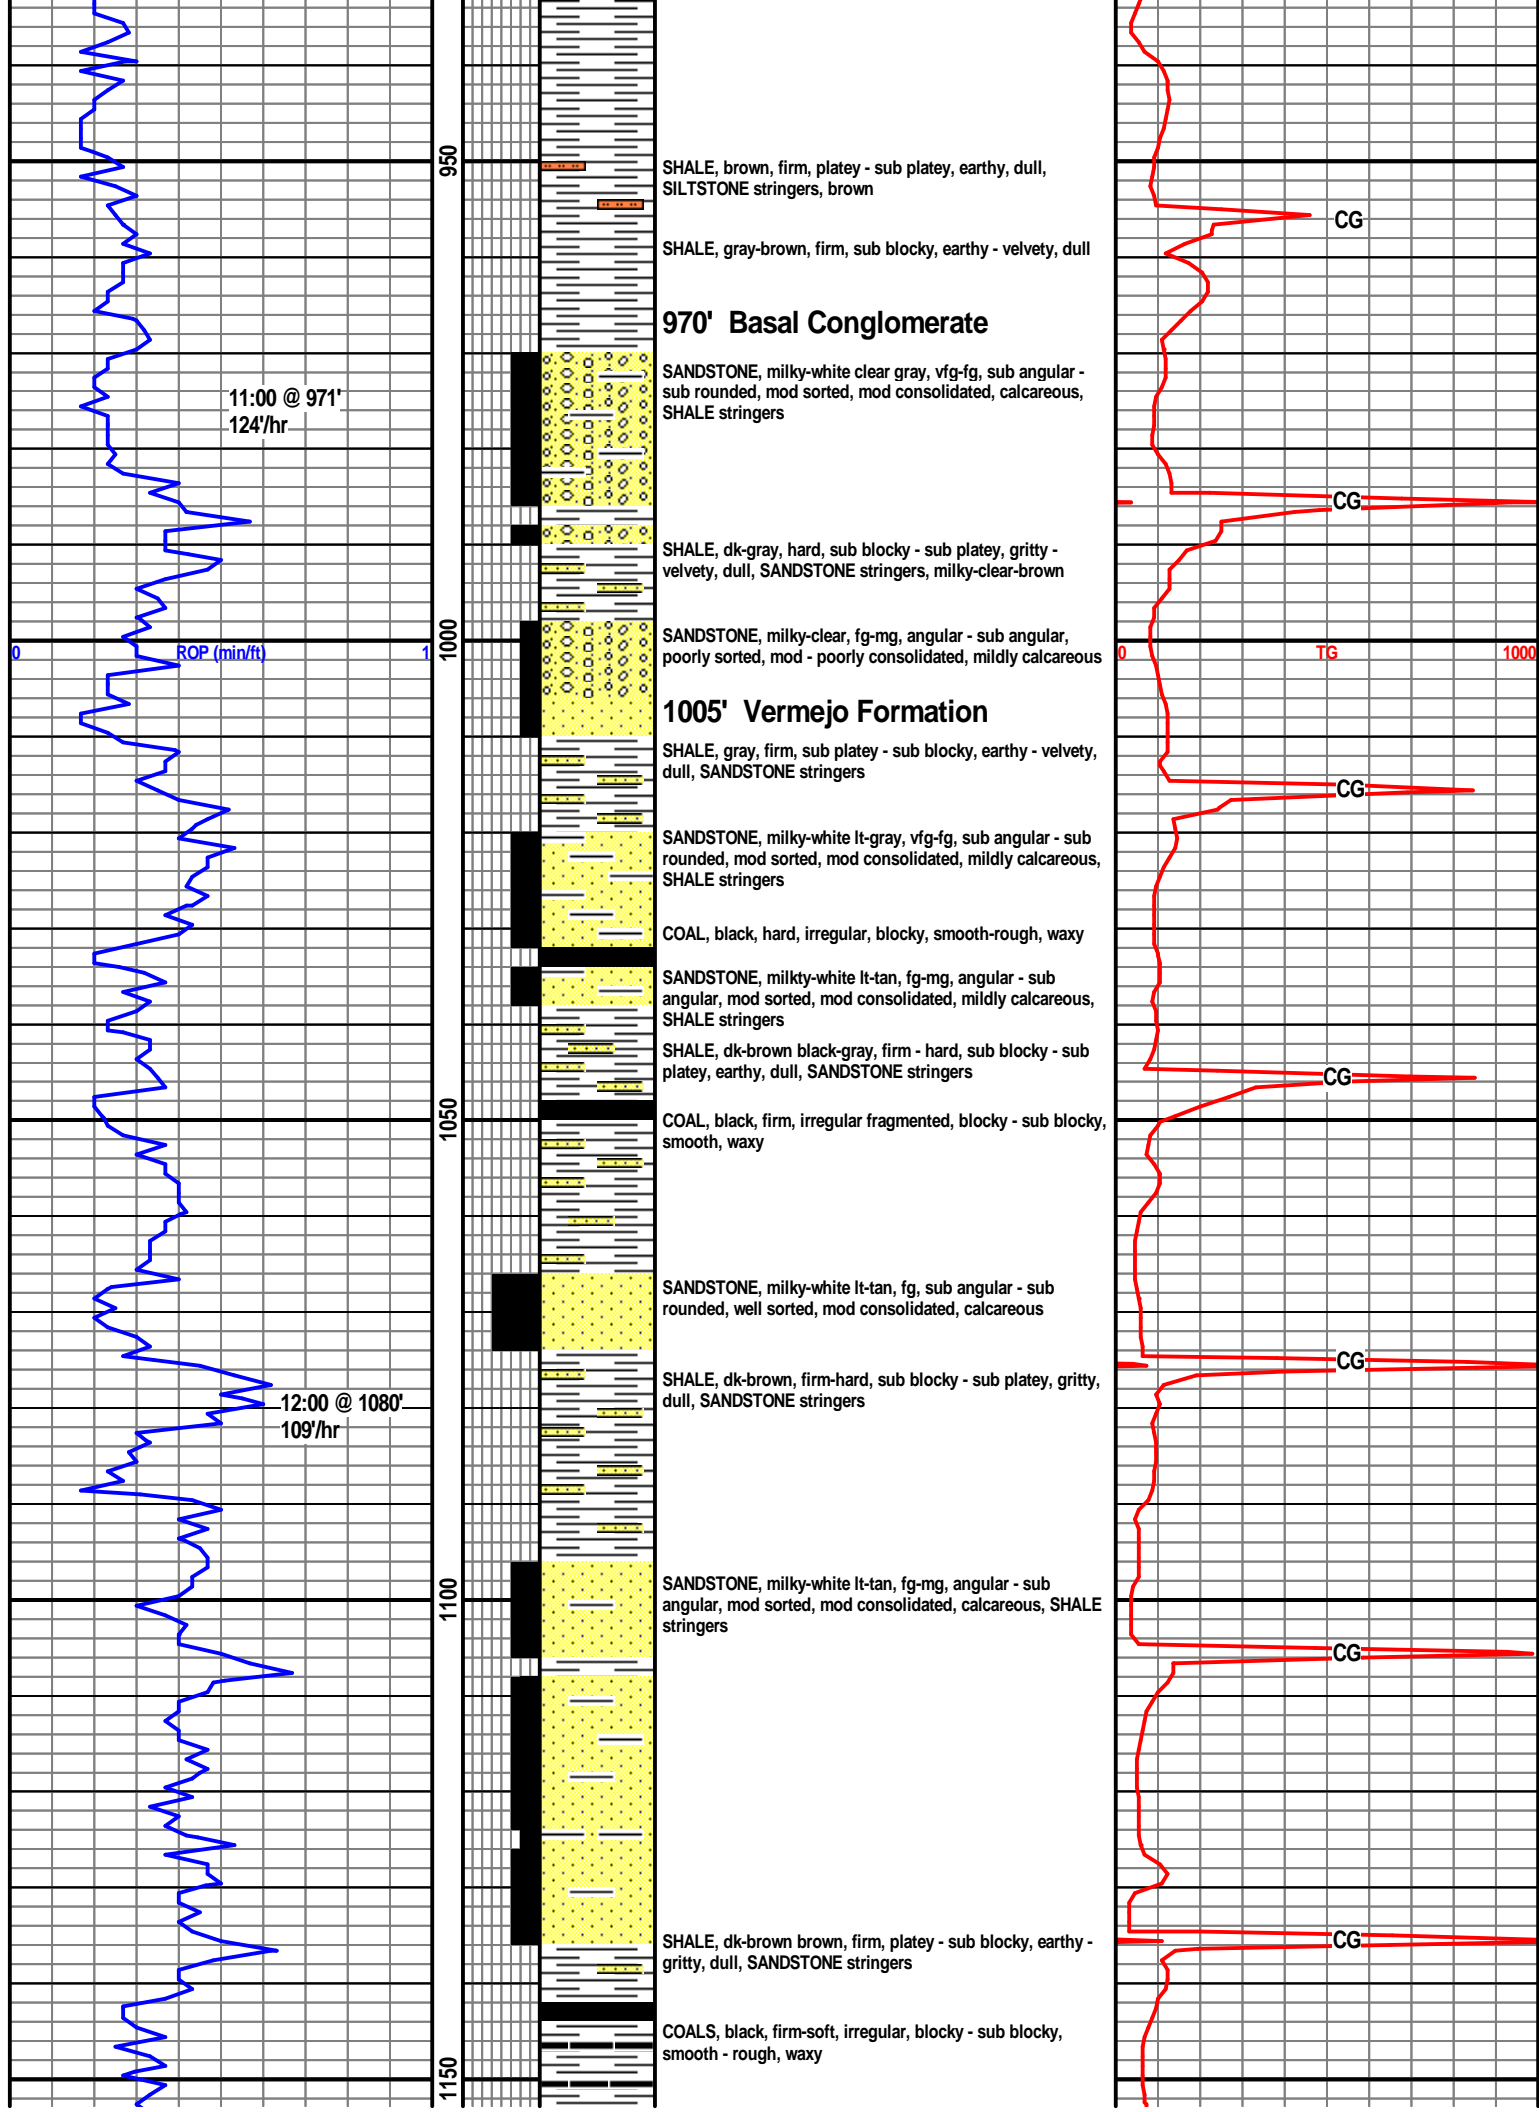 950
SHALE, brown, firm, platey - sub platey, earthy, dull,
SILTSTONE stringers, brown
CG
SHALE, gray-brown, firm, sub blocky, earthy - velvety, dull
970' Basal Conglomerate
SANDSTONE, milky-white clear gray, vfg-fg, sub angular -
sub rounded, mod sorted, mod consolidated, calcareous,
SHALE stringers
11:00 @ 971'
124'/hr
CG
SHALE, dk-gray, hard, sub blocky - sub platey, gritty -
velvety, dull, SANDSTONE stringers, milky-clear-brown
0 ROP (min/ft) 1
1000
SANDSTONE, milky-clear, fg-mg, angular - sub angular,
poorly sorted, mod - poorly consolidated, mildly calcareous
0 TG 1000
1005' Vermejo Formation
SHALE, gray, firm, sub platey - sub blocky, earthy - velvety,
dull, SANDSTONE stringers
CG
SANDSTONE, milky-white lt-gray, vfg-fg, sub angular - sub
rounded, mod sorted, mod consolidated, mildly calcareous,
SHALE stringers
COAL, black, hard, irregular, blocky, smooth-rough, waxy
SANDSTONE, milkty-white lt-tan, fg-mg, angular - sub
angular, mod sorted, mod consolidated, mildly calcareous,
SHALE stringers
SHALE, dk-brown black-gray, firm - hard, sub blocky - sub
platey, earthy, dull, SANDSTONE stringers
CG
1050
COAL, black, firm, irregular fragmented, blocky - sub blocky,
smooth, waxy
SANDSTONE, milky-white lt-tan, fg, sub angular - sub
rounded, well sorted, mod consolidated, calcareous
CG
SHALE, dk-brown, firm-hard, sub blocky - sub platey, gritty,
dull, SANDSTONE stringers
12:00 @ 1080'
109'/hr
1100
SANDSTONE, milky-white lt-tan, fg-mg, angular - sub
angular, mod sorted, mod consolidated, calcareous, SHALE
stringers
CG
SHALE, dk-brown brown, firm, platey - sub blocky, earthy -
gritty, dull, SANDSTONE stringers
CG
COALS, black, firm-soft, irregular, blocky - sub blocky,
smooth - rough, waxy
1150